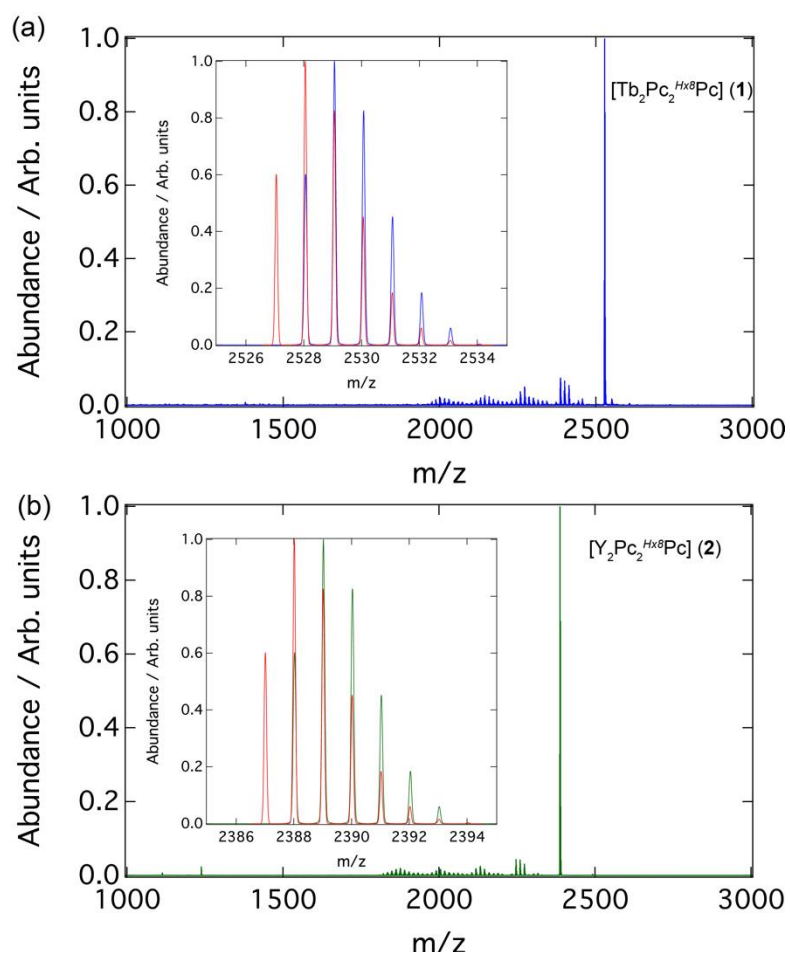 (a)
1.0
0.8
0.6
0.4
0.2
0.0
Abundance / Arb. units
1000 1500 2000 2500 3000
m/z
[Tb₂Pc₂ᴴˣ⁸Pc] (1)
1.0
0.8
0.6
0.4
0.2
0.0
Abundance / Arb. units
2526 2528 2530 2532 2534
m/z
(b)
1.0
0.8
0.6
0.4
0.2
0.0
Abundance / Arb. units
1000 1500 2000 2500 3000
m/z
[Y₂Pc₂ᴴˣ⁸Pc] (2)
1.0
0.8
0.6
0.4
0.2
0.0
Abundance / Arb. units
2386 2388 2390 2392 2394
m/z